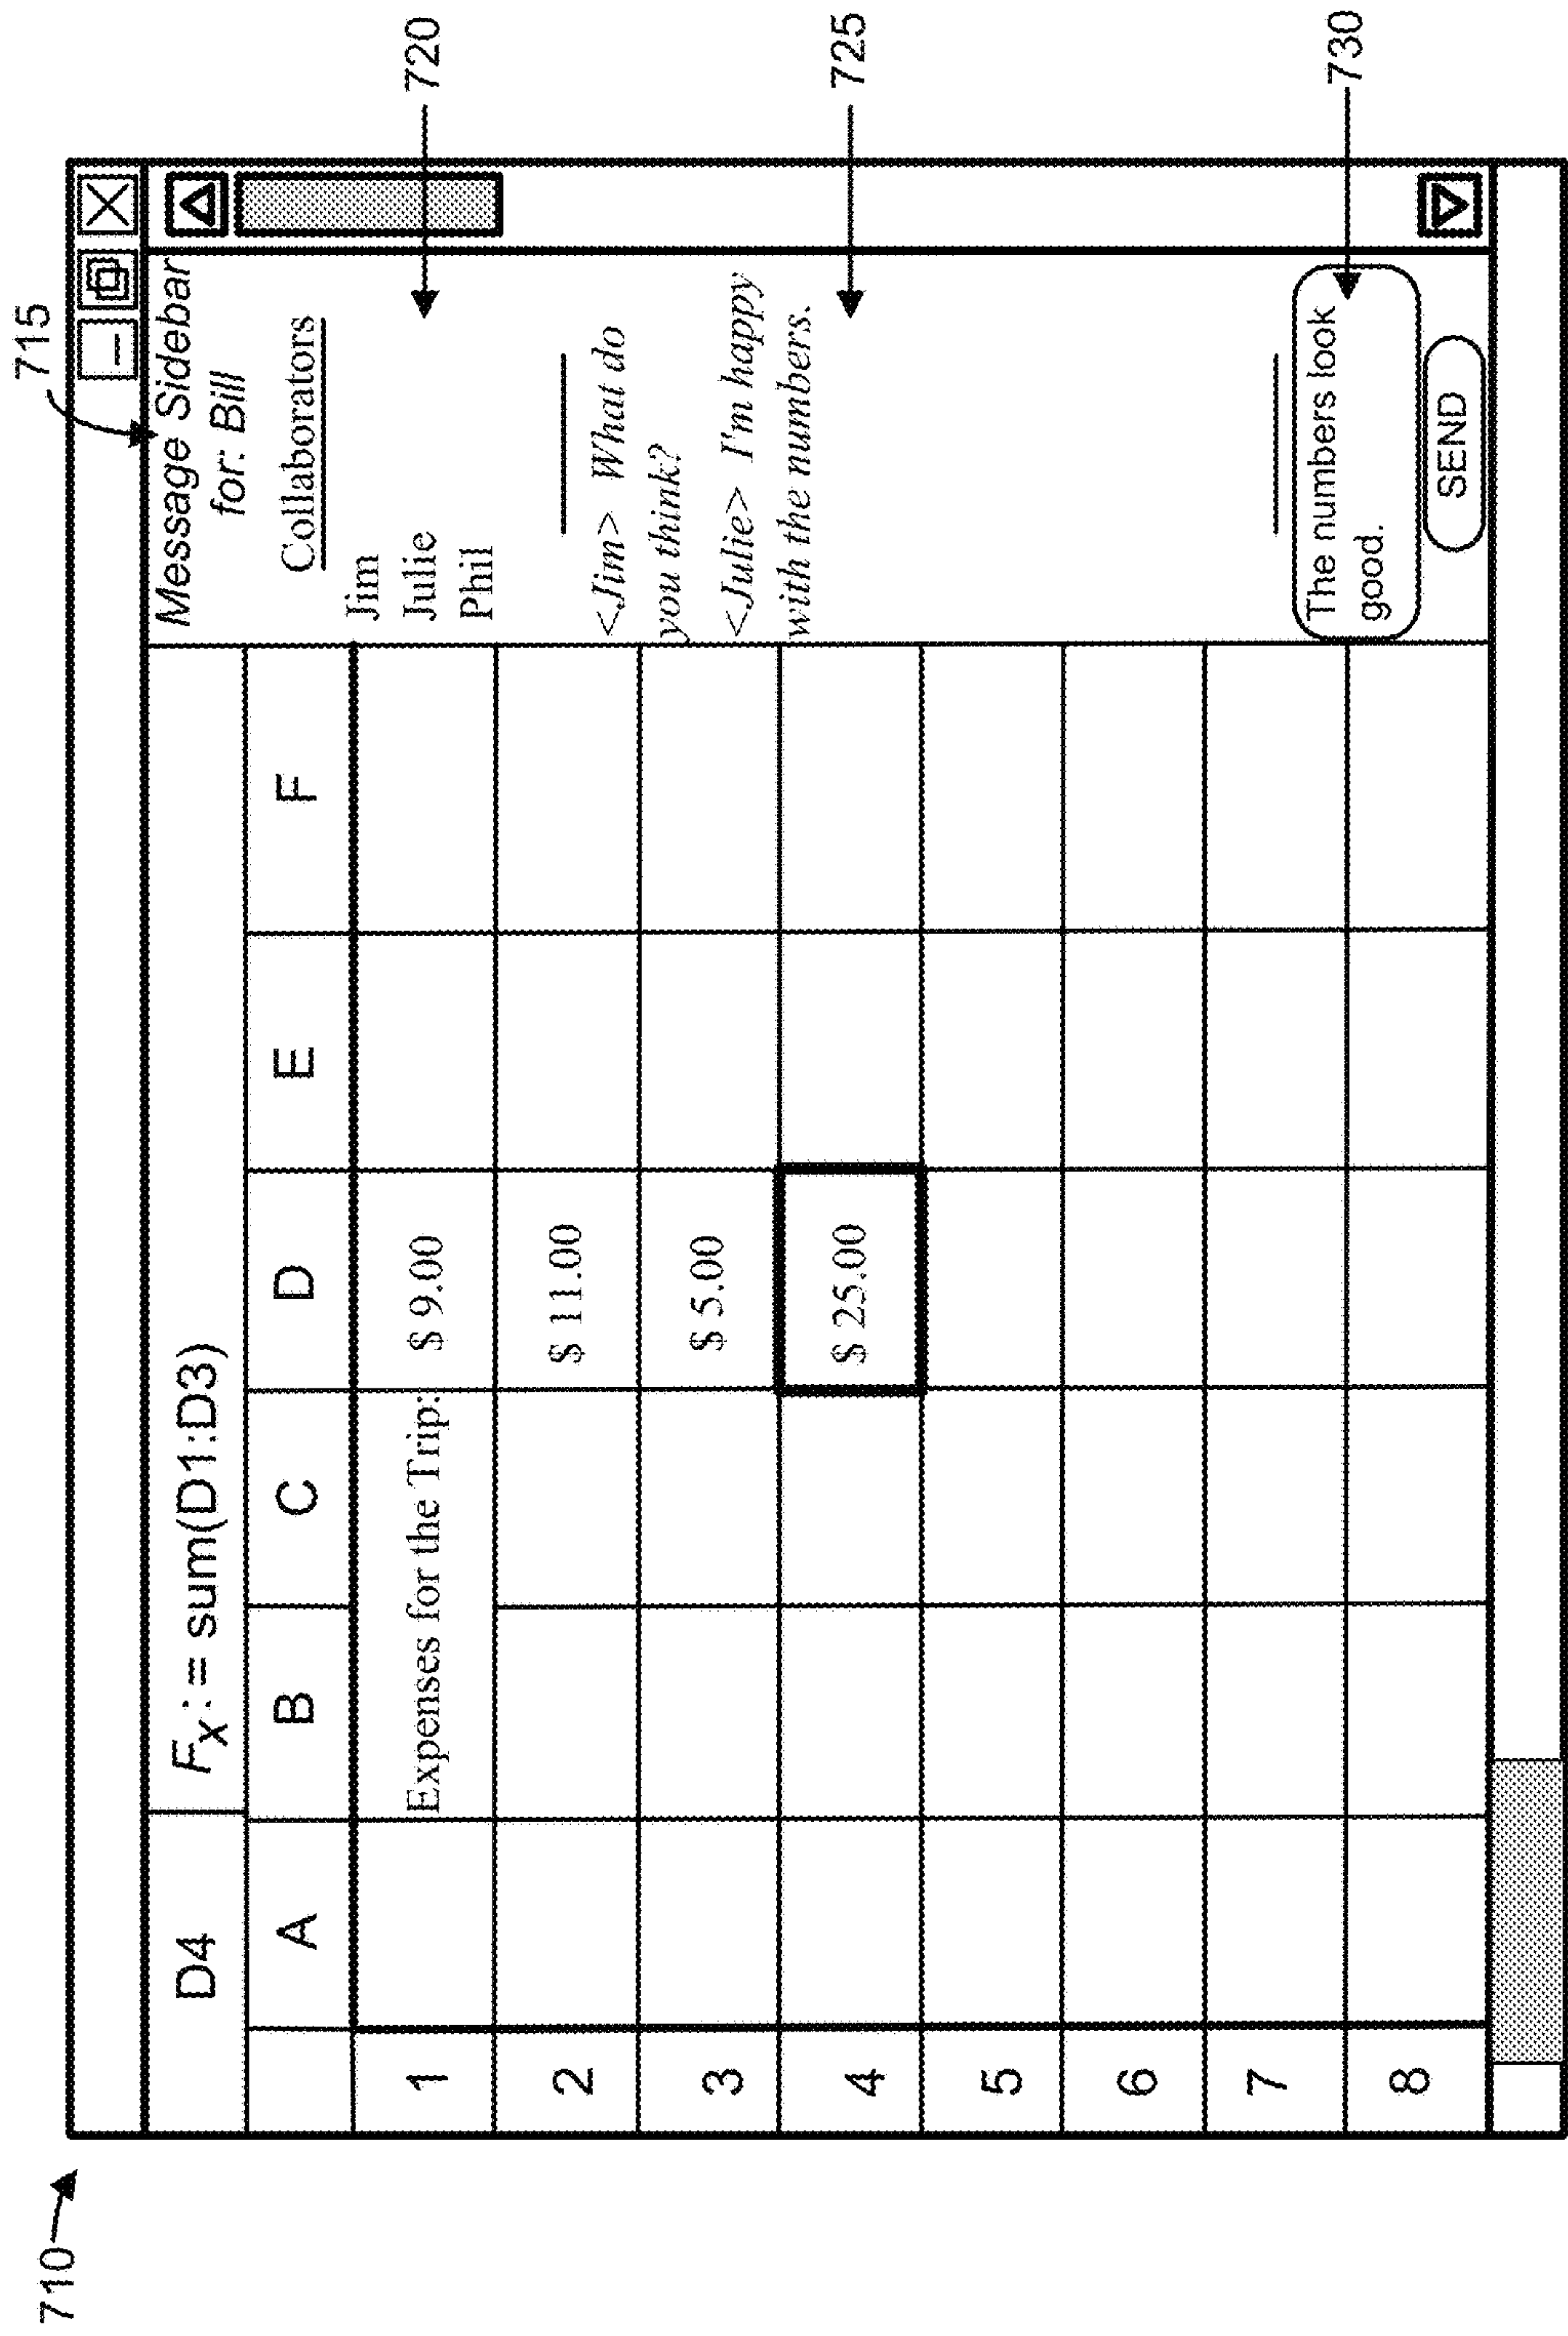 710
715
D4 Fx : = sum(D1:D3)
A B C D E F
1 Expenses for the Trip: $ 9.00
2 $ 11.00
3 $ 5.00
4 $ 25.00
5
6
7
8
Message Sidebar
for: Bill
Collaborators
Jim
Julie
Phil
720
<Jim> What do
you think?
<Julie> I'm happy
with the numbers.
725
The numbers look
good.
730
SEND